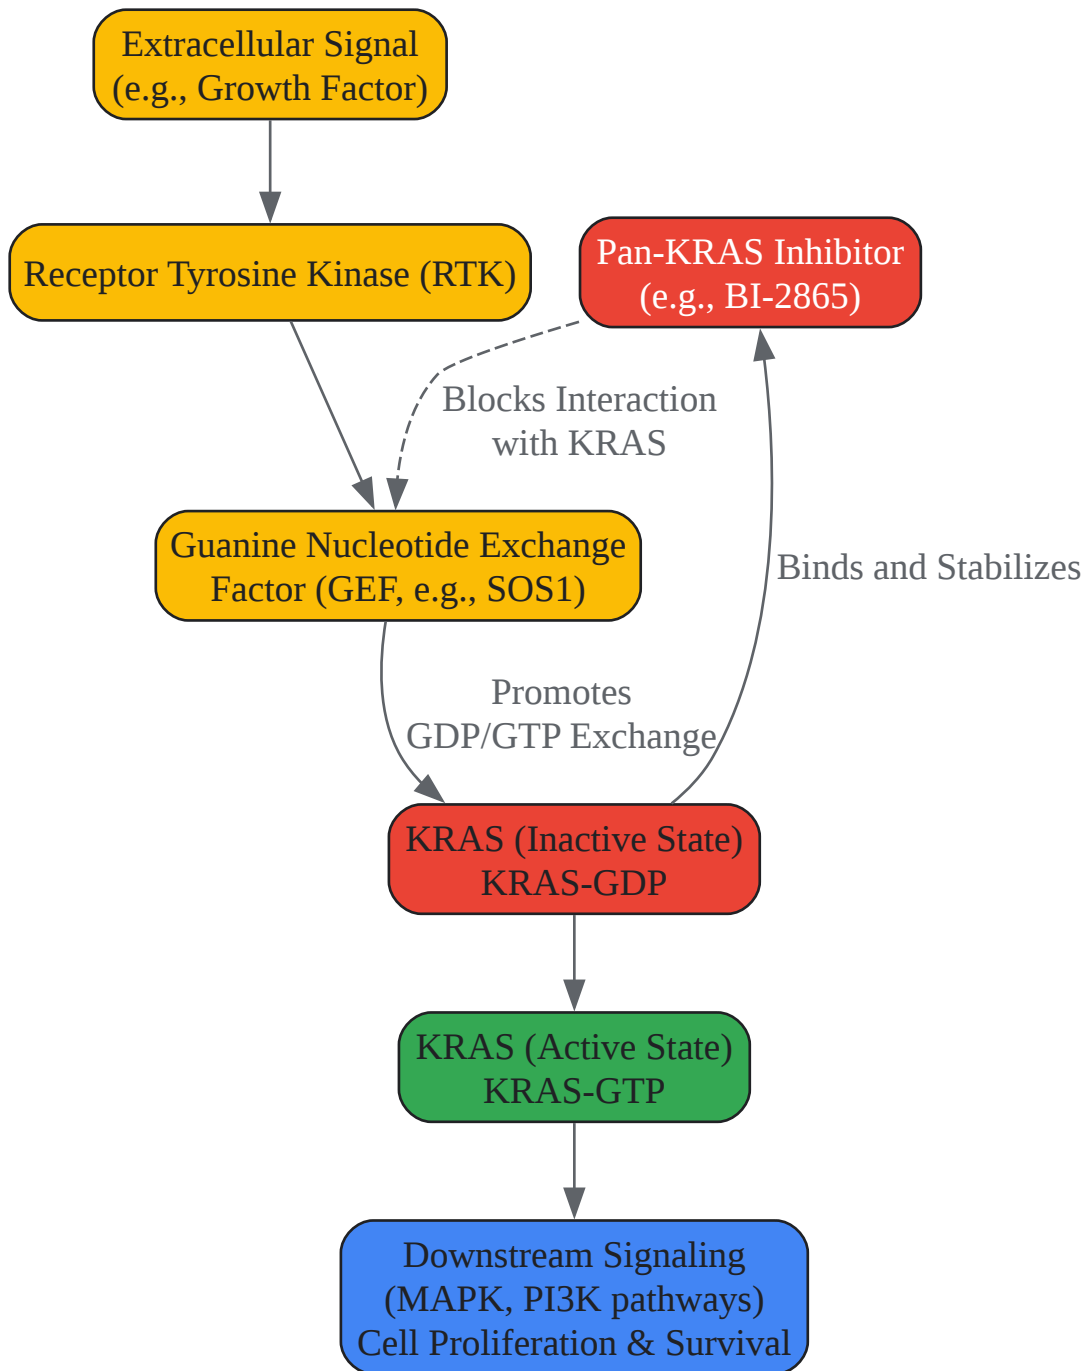 Extracellular Signal
(e.g., Growth Factor)
Receptor Tyrosine Kinase (RTK)
Pan-KRAS Inhibitor
(e.g., BI-2865)
Blocks Interaction
with KRAS
Guanine Nucleotide Exchange
Factor (GEF, e.g., SOS1)
Binds and Stabilizes
Promotes
GDP/GTP Exchange
KRAS (Inactive State)
KRAS-GDP
KRAS (Active State)
KRAS-GTP
Downstream Signaling
(MAPK, PI3K pathways)
Cell Proliferation & Survival